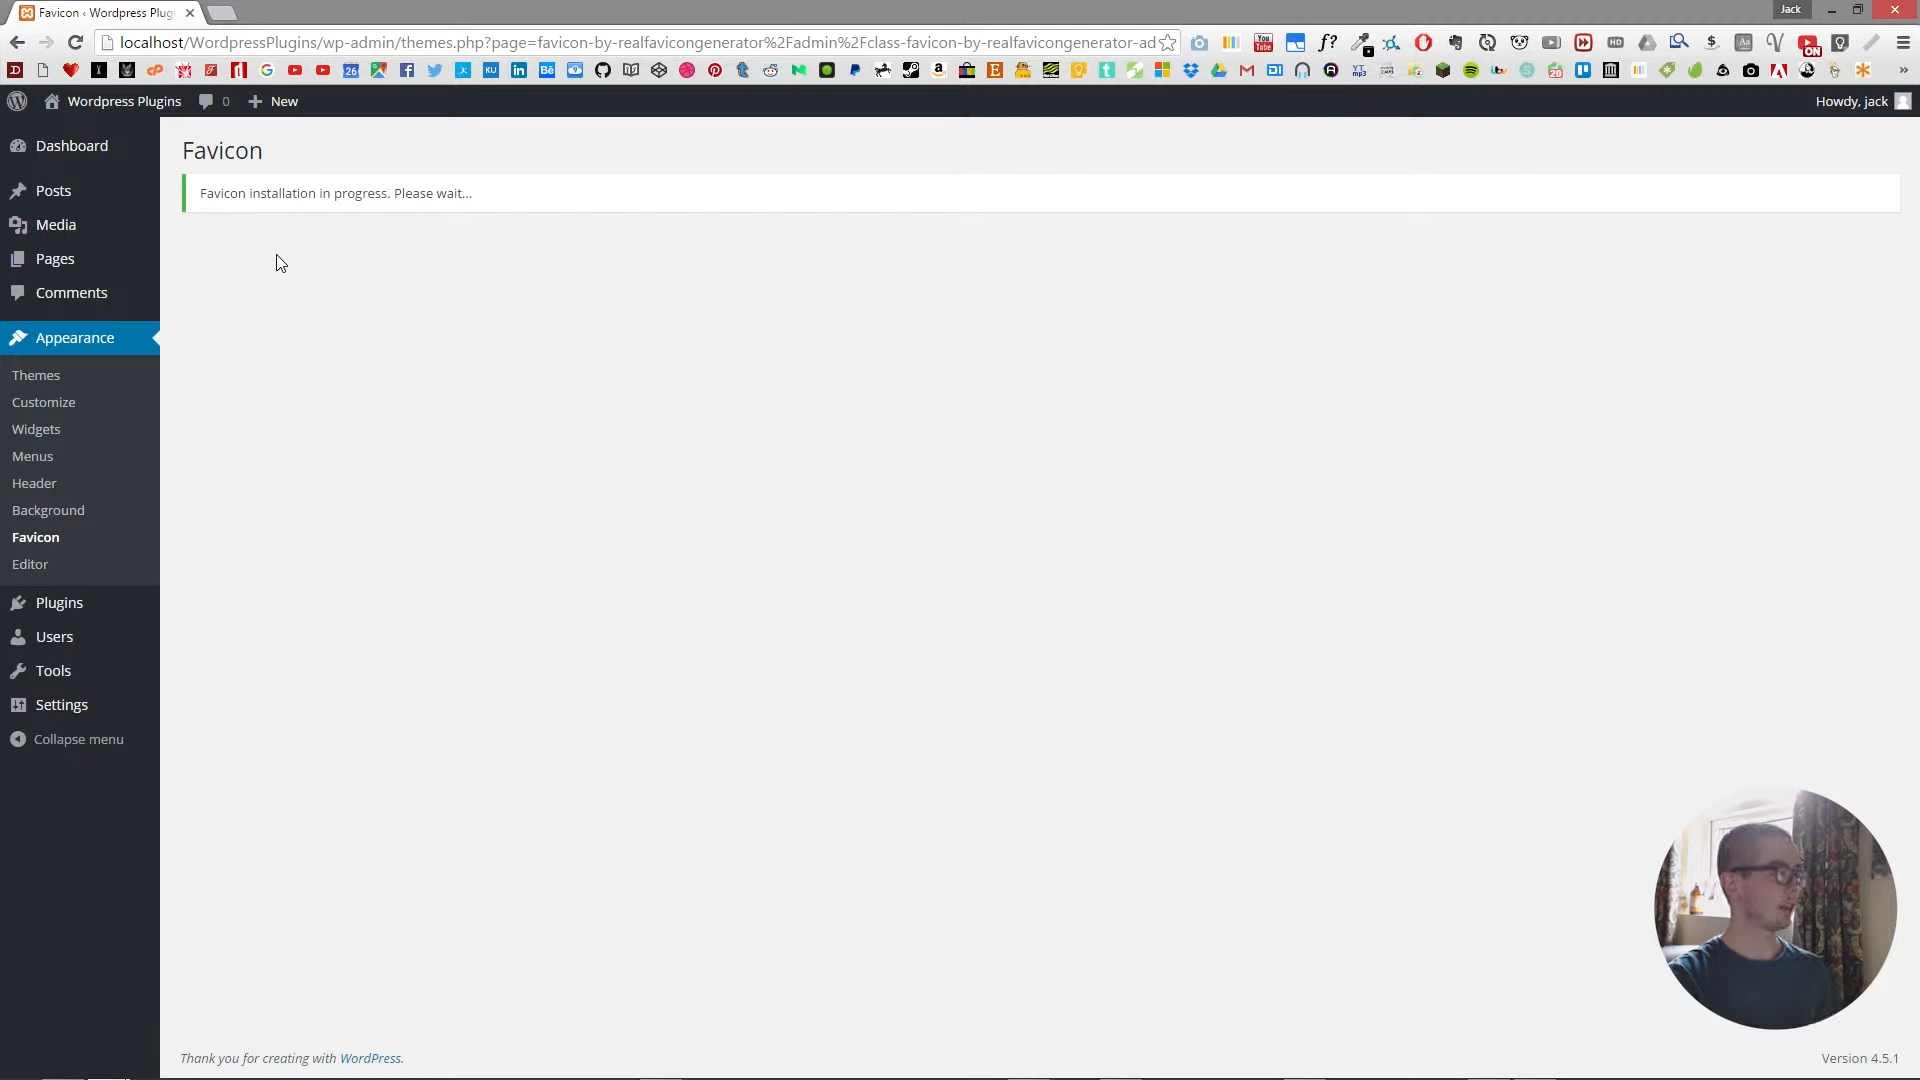 Favicon ‹ Wordpress Plug
Jack
localhost/WordpressPlugins/wp-admin/themes.php?page=favicon-by-realfavicongenerator%2Fadmin%2Fclass-favicon-by-realfavicongenerator-ad
Wordpress Plugins
0
New
Howdy, jack
Dashboard
Posts
Media
Pages
Comments
Appearance
Themes
Customize
Widgets
Menus
Header
Background
Favicon
Editor
Plugins
Users
Tools
Settings
Collapse menu
Favicon
Favicon installation in progress. Please wait...
Thank you for creating with WordPress.
Version 4.5.1